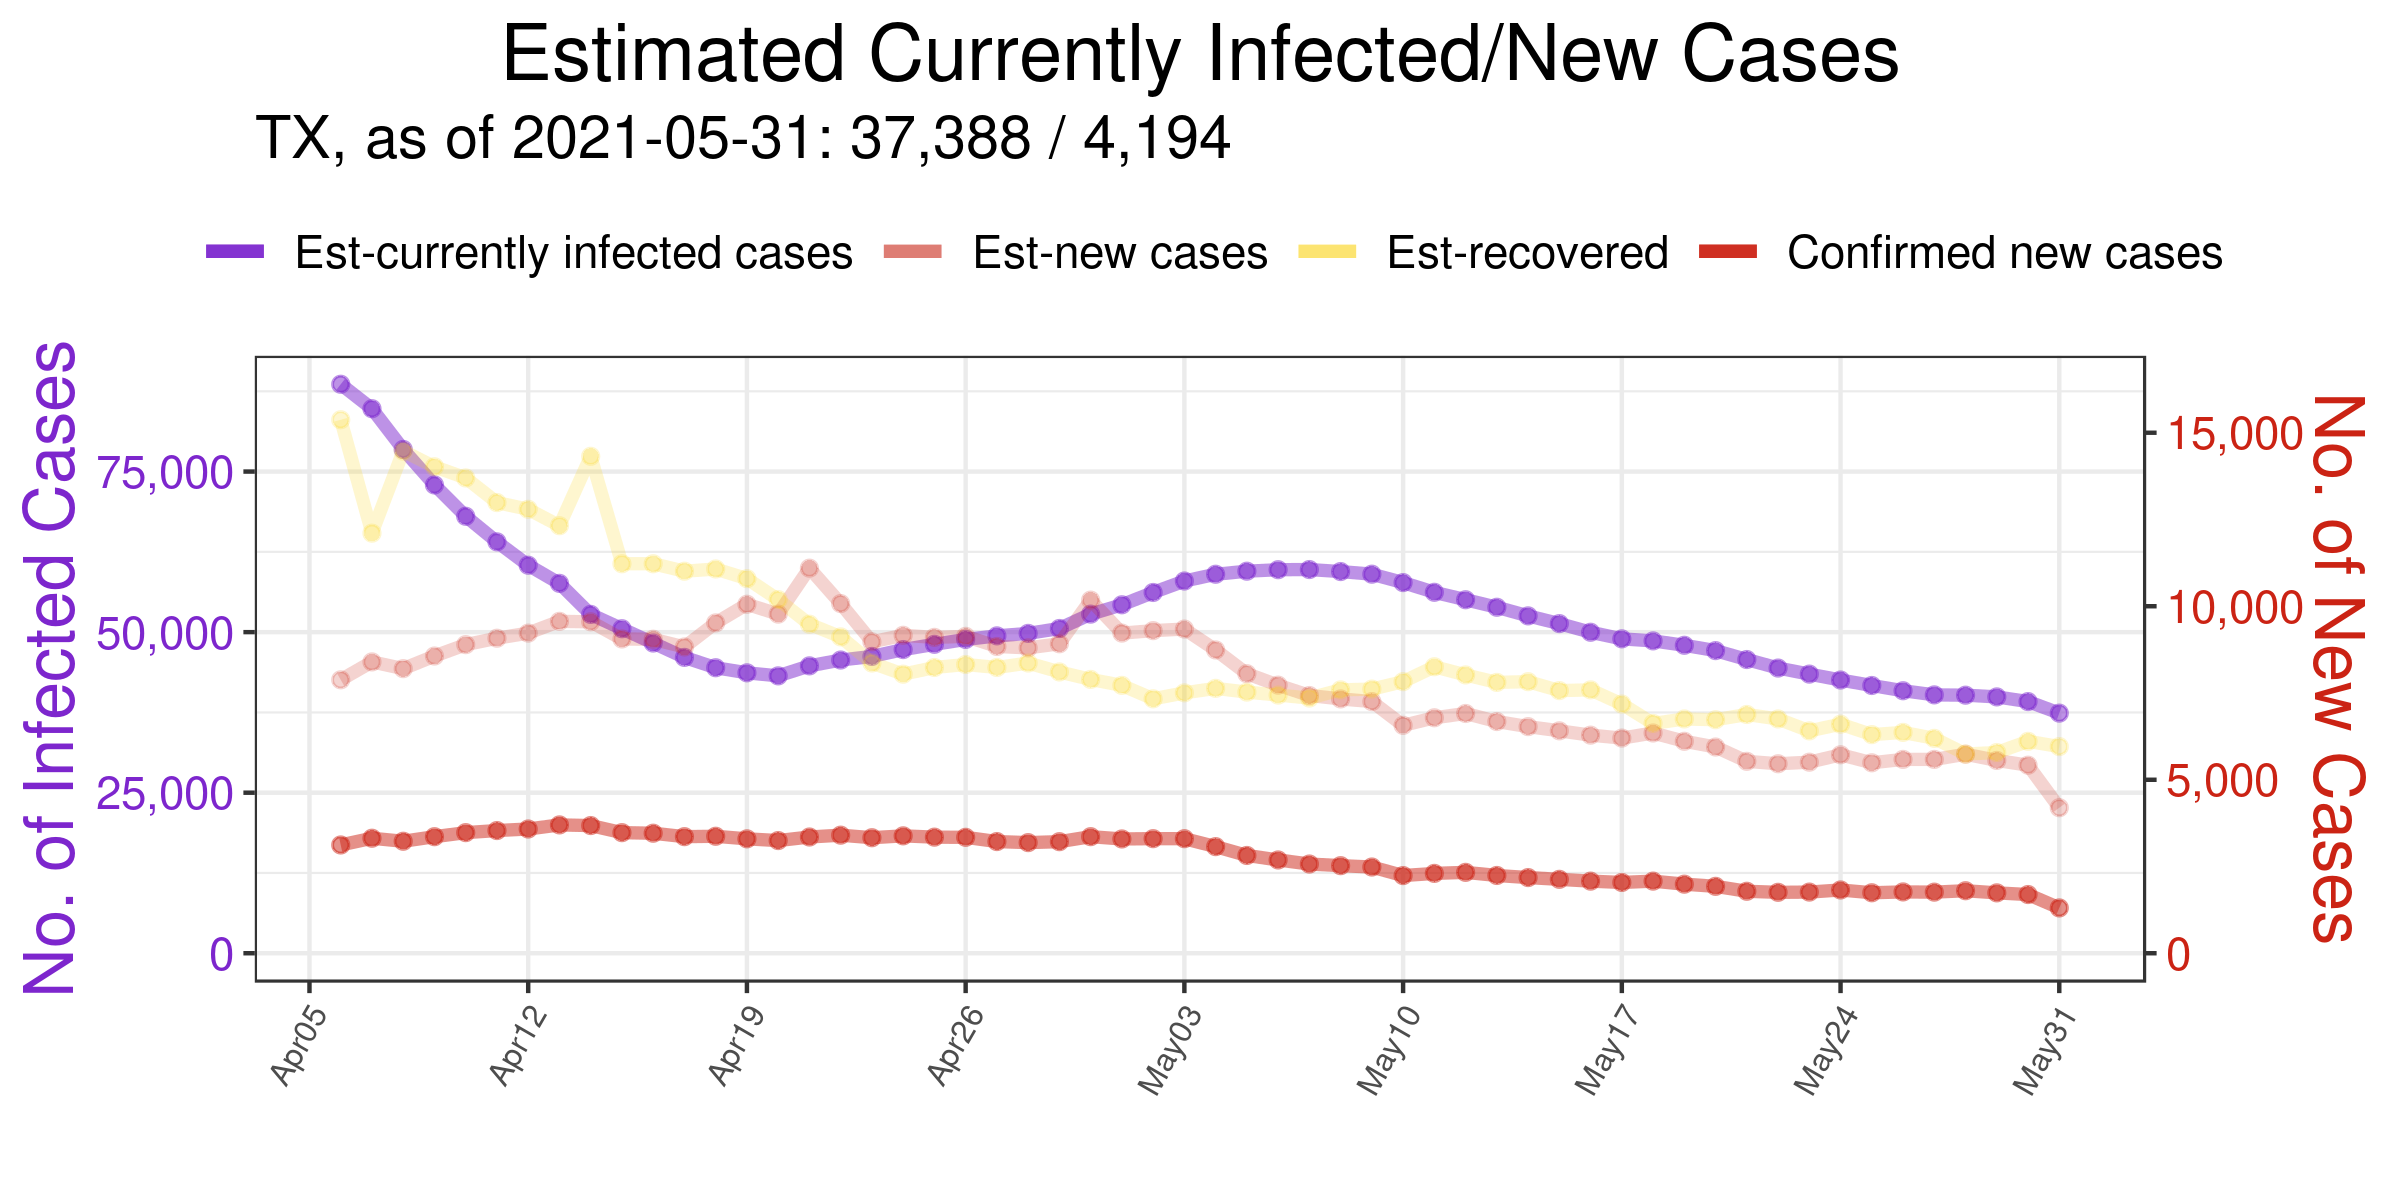 Estimated Currently Infected/New Cases
TX, as of 2021-05-31: 37,388 / 4,194
Est-currently infected cases
Est-new cases
Est-recovered
Confirmed new cases
No. of Infected Cases
75,000
50,000
25,000
0
15,000
10,000
5,000
0
No. of New Cases
Apr05
Apr12
Apr19
Apr26
May03
May10
May17
May24
May31